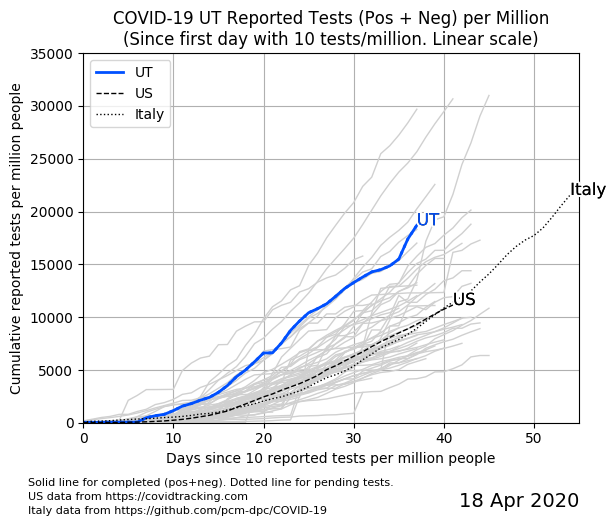 COVID-19 UT Reported Tests (Pos + Neg) per Million
(Since first day with 10 tests/million. Linear scale)
Cumulative reported tests per million people
35000
30000
25000
20000
15000
10000
5000
0
UT
US
Italy
Italy
UT
US
0 10 20 30 40 50
Days since 10 reported tests per million people
Solid line for completed (pos+neg). Dotted line for pending tests.
US data from https://covidtracking.com
Italy data from https://github.com/pcm-dpc/COVID-19
18 Apr 2020